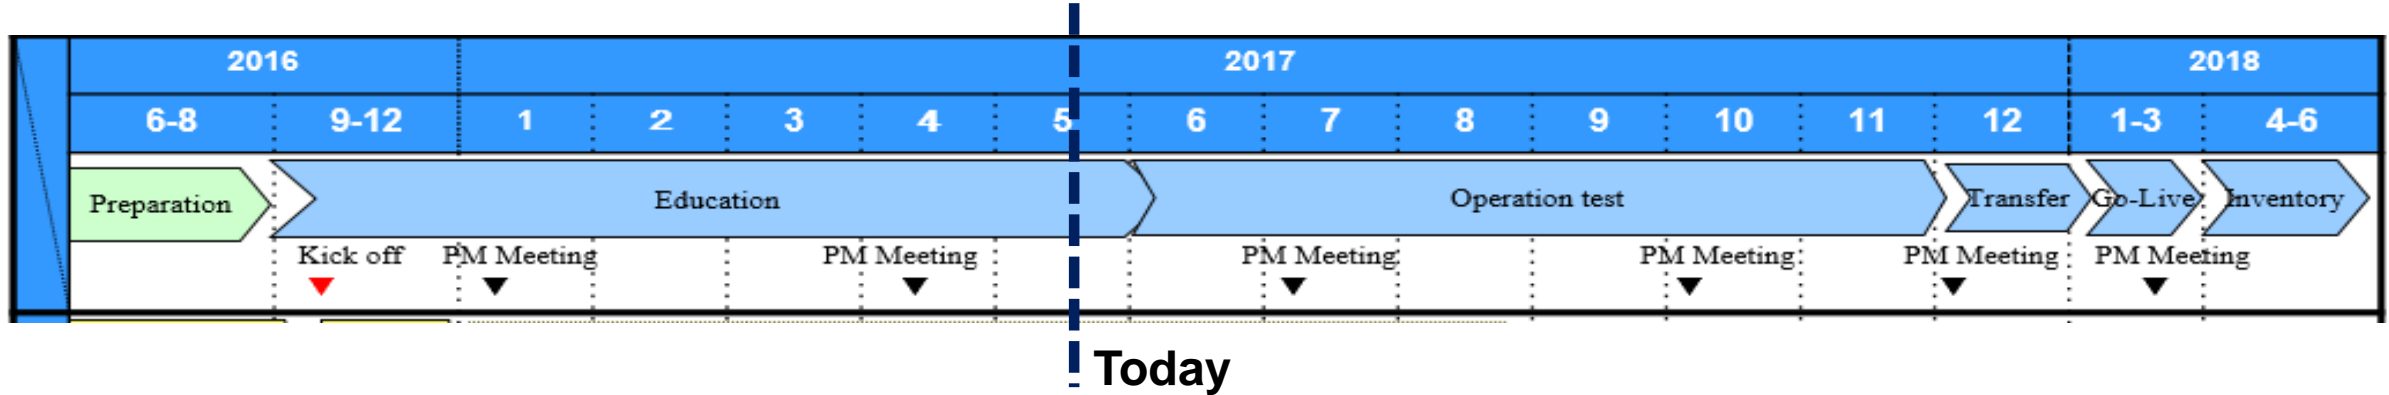 2016 2017 2018
6-8 9-12 1 2 3 4 5 6 7 8 9 10 11 12 1-3 4-6
Preparation Education Operation test Transfer Go-Live Inventory
Kick off PM Meeting PM Meeting PM Meeting PM Meeting PM Meeting PM Meeting
Today